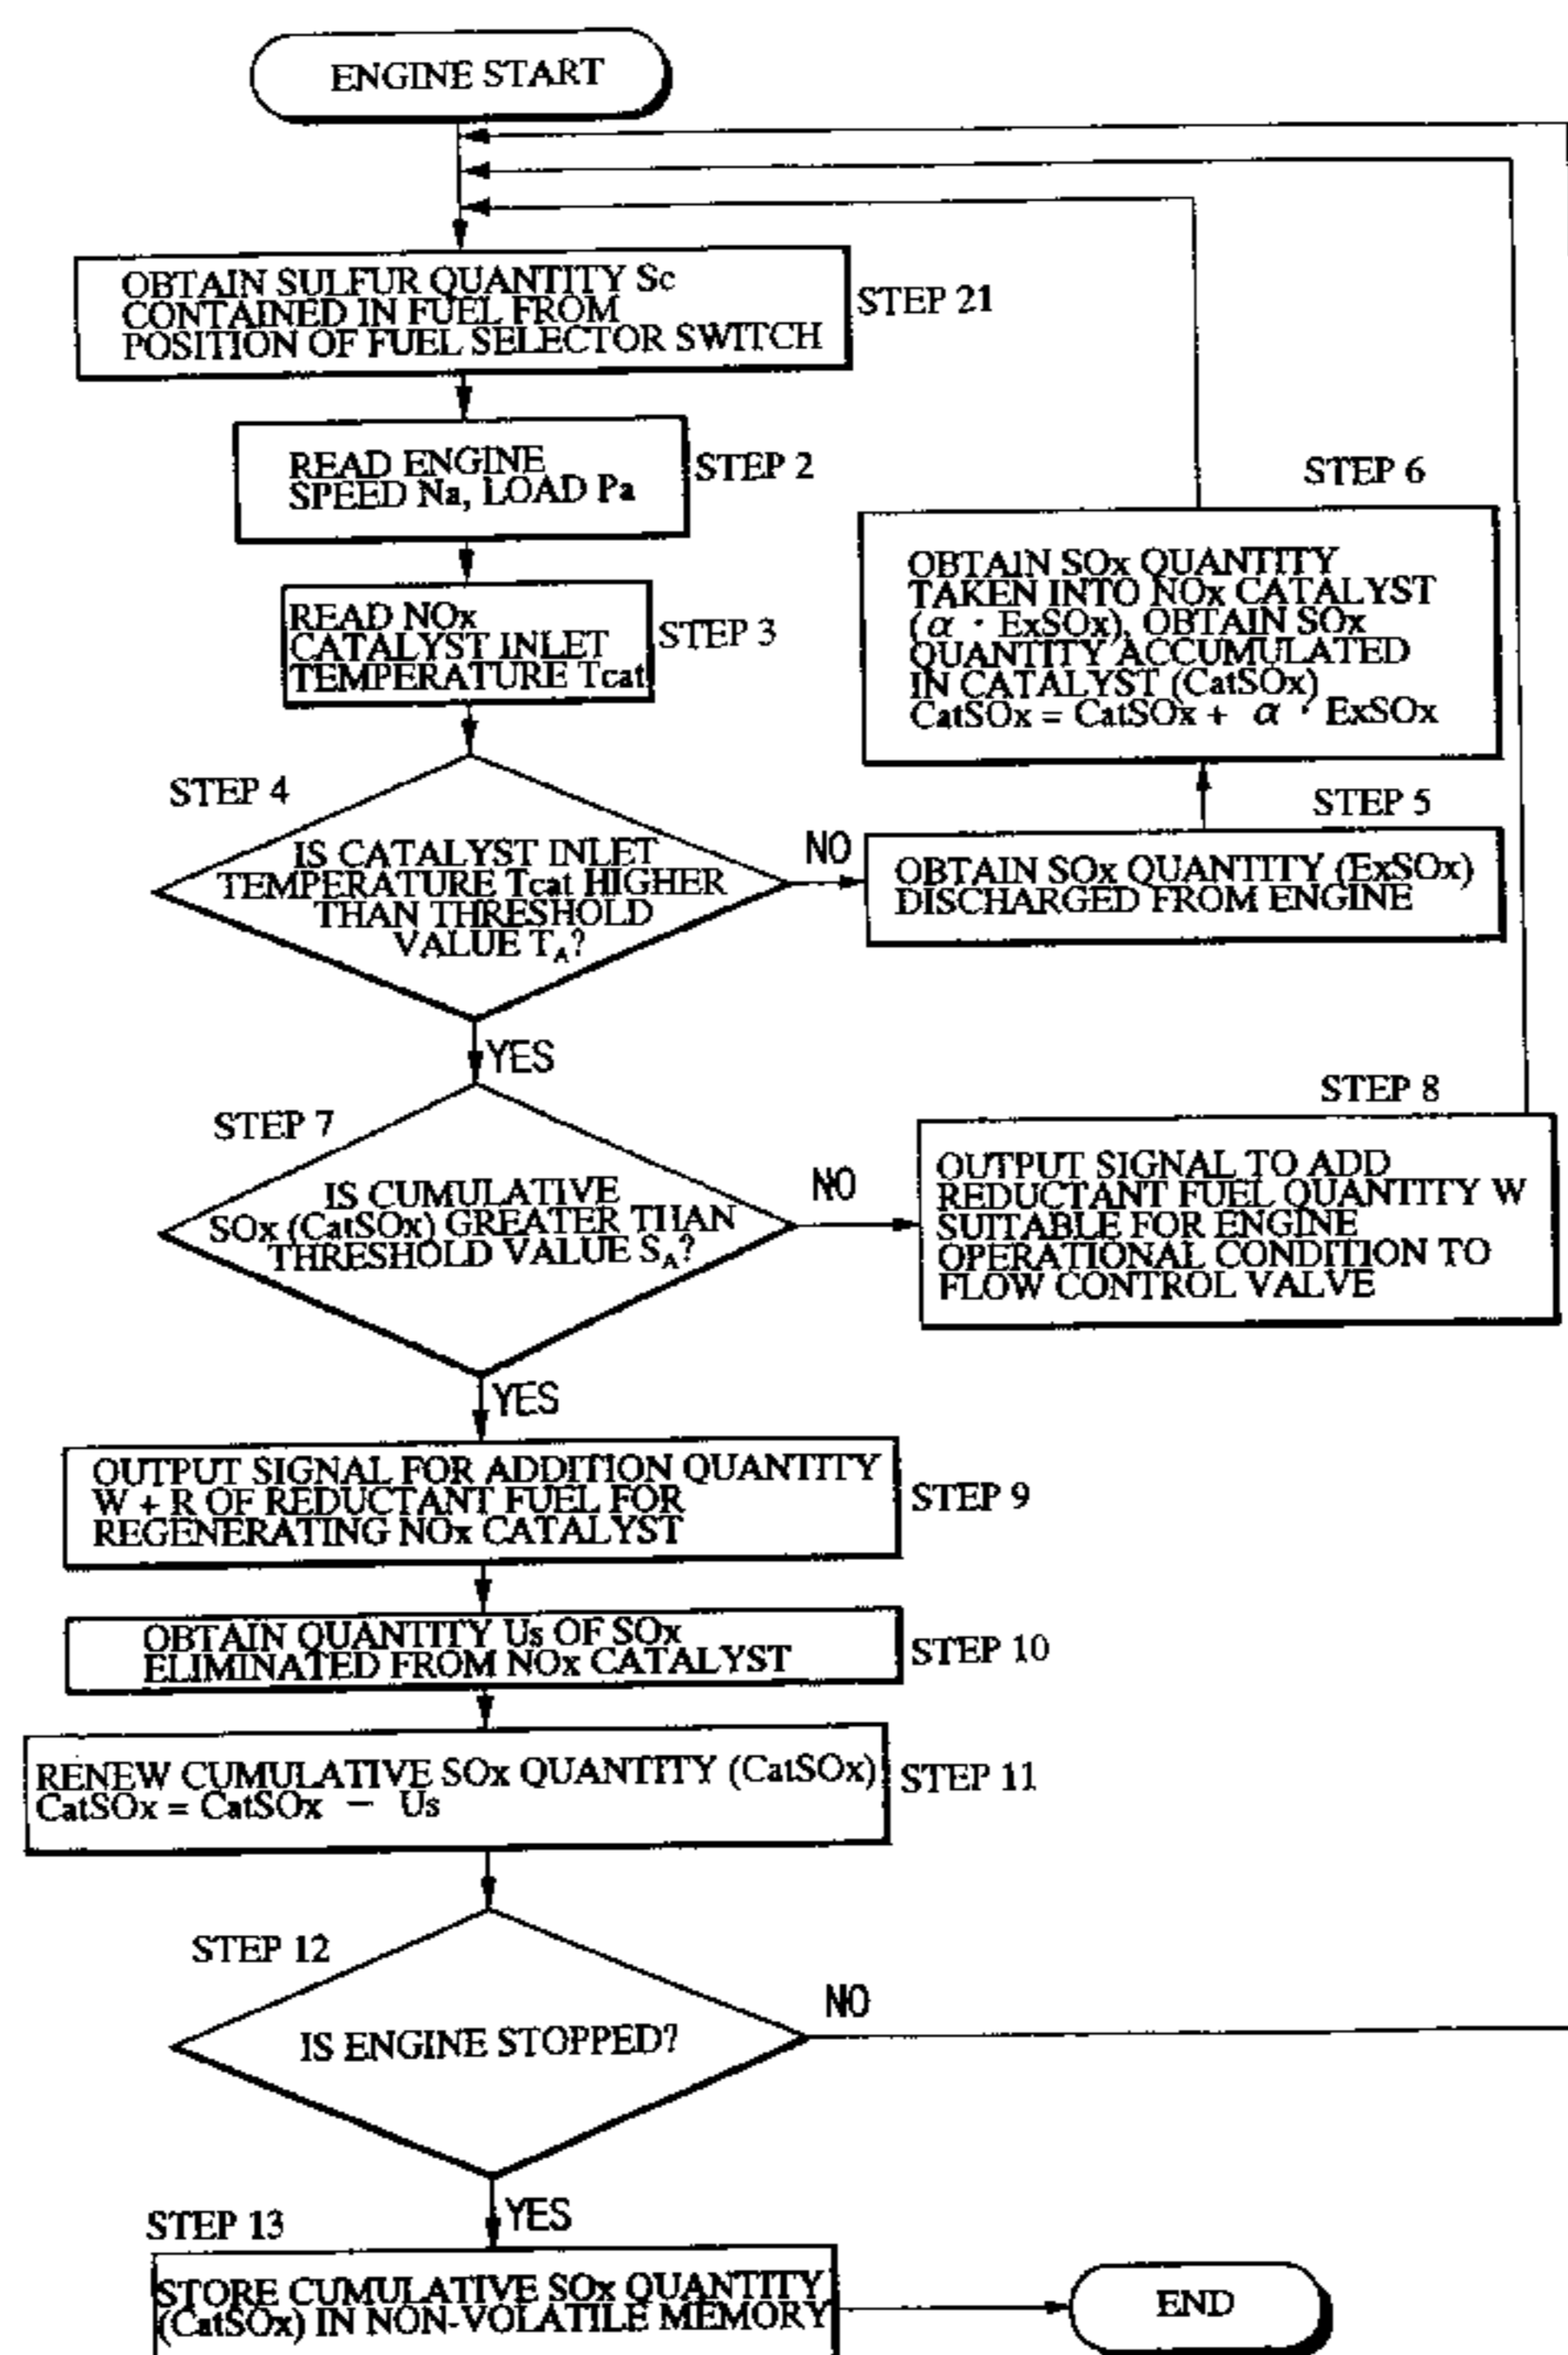 ENGINE START
OBTAIN SULFUR QUANTITY Sc
CONTAINED IN FUEL FROM
POSITION OF FUEL SELECTOR SWITCH
STEP 21
READ ENGINE
SPEED Na, LOAD Pa
STEP 2
READ NOx
CATALYST INLET
TEMPERATURE Tcat
STEP 3
STEP 4
IS CATALYST INLET
TEMPERATURE Tcat HIGHER
THAN THRESHOLD
VALUE TA?
NO
YES
STEP 6
OBTAIN SOx QUANTITY
TAKEN INTO NOx CATALYST
(α · ExSOx), OBTAIN SOx
QUANTITY ACCUMULATED
IN CATALYST (CatSOx)
CatSOx = CatSOx + α · ExSOx
STEP 5
OBTAIN SOx QUANTITY (ExSOx)
DISCHARGED FROM ENGINE
STEP 7
IS CUMULATIVE
SOx (CatSOx) GREATER THAN
THRESHOLD VALUE SA?
NO
YES
STEP 8
OUTPUT SIGNAL TO ADD
REDUCTANT FUEL QUANTITY W
SUITABLE FOR ENGINE
OPERATIONAL CONDITION TO
FLOW CONTROL VALVE
OUTPUT SIGNAL FOR ADDITION QUANTITY
W + R OF REDUCTANT FUEL FOR
REGENERATING NOx CATALYST
STEP 9
OBTAIN QUANTITY Us OF SOx
ELIMINATED FROM NOx CATALYST
STEP 10
RENEW CUMULATIVE SOx QUANTITY (CatSOx)
CatSOx = CatSOx − Us
STEP 11
STEP 12
IS ENGINE STOPPED?
NO
YES
STEP 13
STORE CUMULATIVE SOx QUANTITY
(CatSOx) IN NON-VOLATILE MEMORY
END